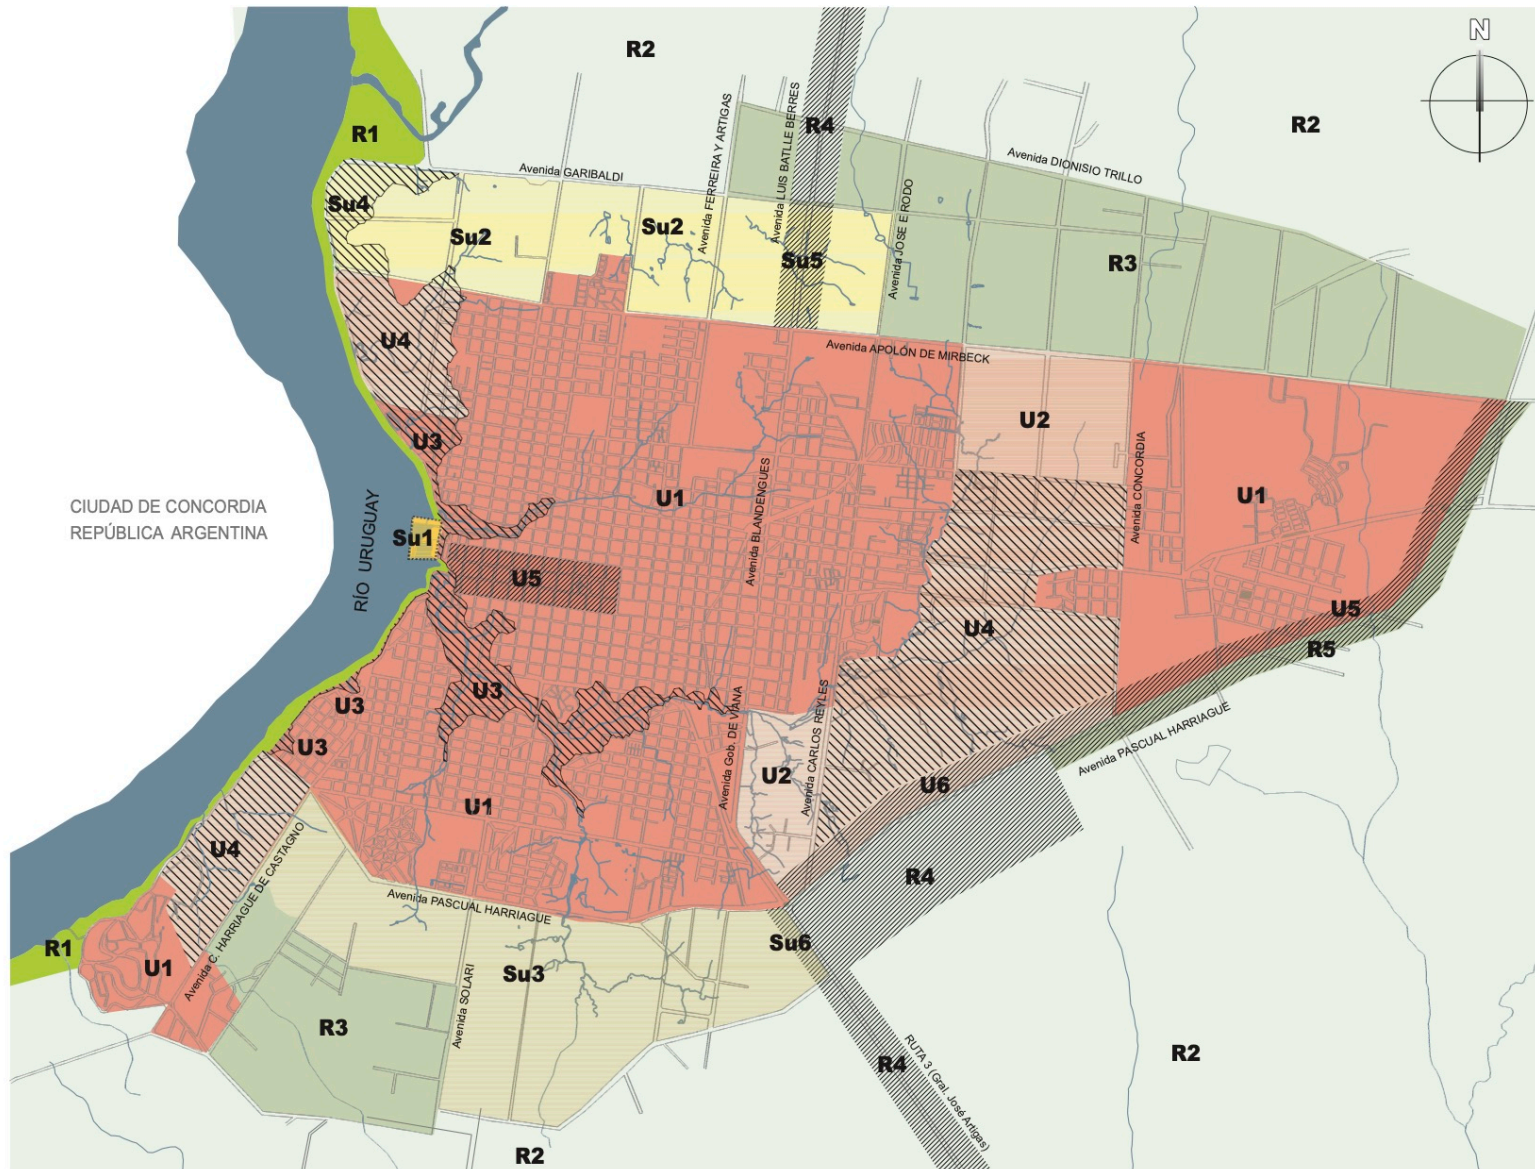 N
R2
R4
R2
R1
Avenida GARIBALDI
Avenida FERREIRA Y ARTIGAS
Avenida LUIS BATLLE BERRES
Avenida DIONISIO TRILLO
Su4
Su2
Su2
Su5
Avenida JOSE E RODO
R3
U4
Avenida APOLÓN DE MIRBECK
U2
U3
Avenida CONCORDIA
CIUDAD DE CONCORDIA
REPÚBLICA ARGENTINA
RÍO URUGUAY
Su1
U1
Avenida BLANDENGUES
U1
U5
U4
U5
R5
U3
U3
U3
Avenida Gob. DE VIANA
Avenida CARLOS REYLES
Avenida PASCUAL HARRIAGUE
U2
U6
U1
U4
Avenida C. HARRIAGUE DE CASTAGNO
R4
Avenida PASCUAL HARRIAGUE
R1
U1
Su3
Su6
Avenida SOLARI
R3
RUTA 3 (Gral. José Artigas)
R4
R2
R2